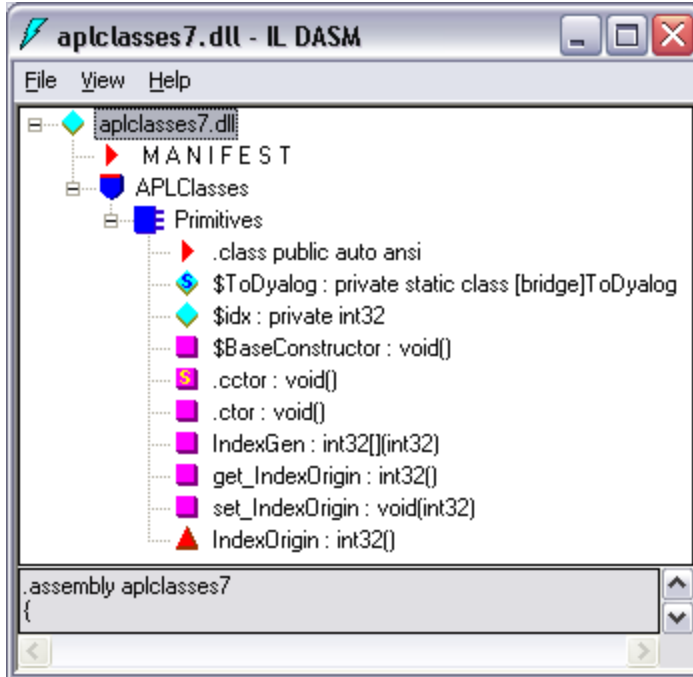 aplclasses7.dll - IL DASM
File View Help
aplclasses7.dll
M A N I F E S T
APLClasses
Primitives
.class public auto ansi
$ToDyalog : private static class [bridge]ToDyalog
$idx : private int32
$BaseConstructor : void()
.cctor : void()
.ctor : void()
IndexGen : int32[](int32)
get_IndexOrigin : int32()
set_IndexOrigin : void(int32)
IndexOrigin : int32()
.assembly aplclasses7
{